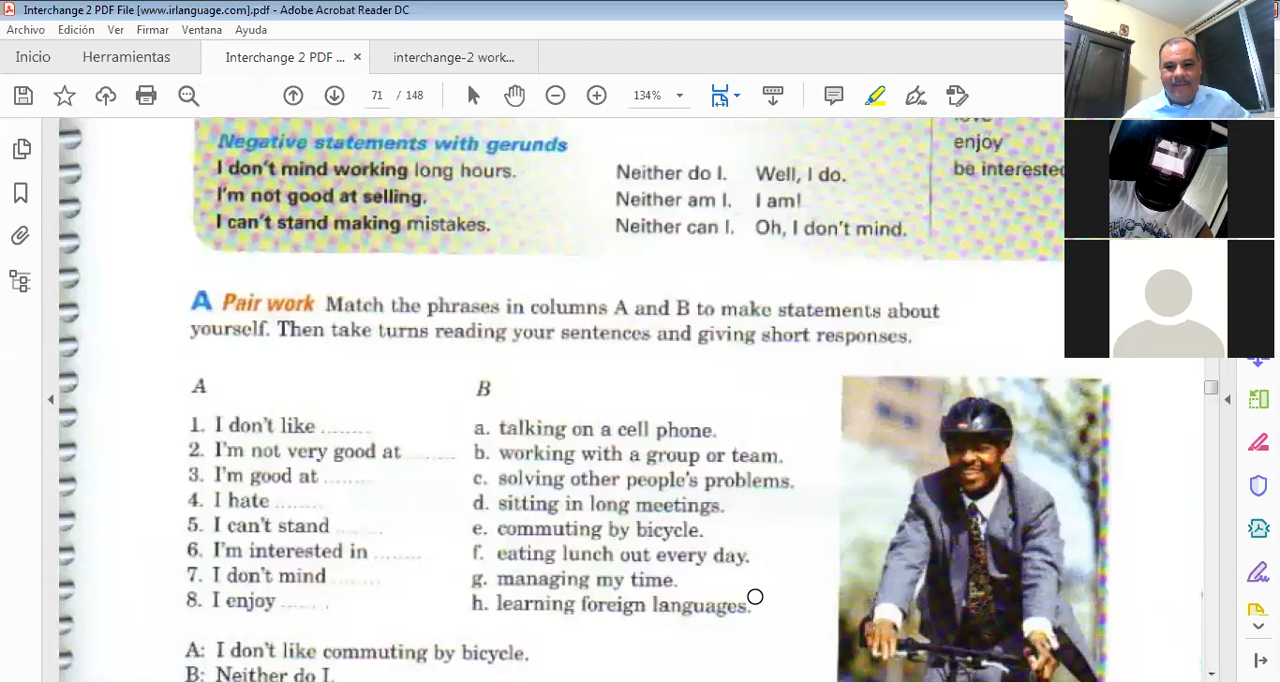 Interchange 2 PDF File [www.irlanguage.com].pdf - Adobe Acrobat Reader DC
Archivo Edición Ver Firmar Ventana Ayuda
Inicio Herramientas Interchange 2 PDF ... × interchange-2 work...
71 / 148 134%
Negative statements with gerunds
I don't mind working long hours. Neither do I. Well, I do.
I'm not good at selling. Neither am I. I am!
I can't stand making mistakes. Neither can I. Oh, I don't mind.
love
enjoy
be interested
A Pair work Match the phrases in columns A and B to make statements about
yourself. Then take turns reading your sentences and giving short responses.
A B
1. I don't like ........ a. talking on a cell phone.
2. I'm not very good at ........ b. working with a group or team.
3. I'm good at ........ c. solving other people's problems.
4. I hate ........ d. sitting in long meetings.
5. I can't stand ........ e. commuting by bicycle.
6. I'm interested in ........ f. eating lunch out every day.
7. I don't mind ........ g. managing my time.
8. I enjoy ........ h. learning foreign languages.
A: I don't like commuting by bicycle.
B: Neither do I.